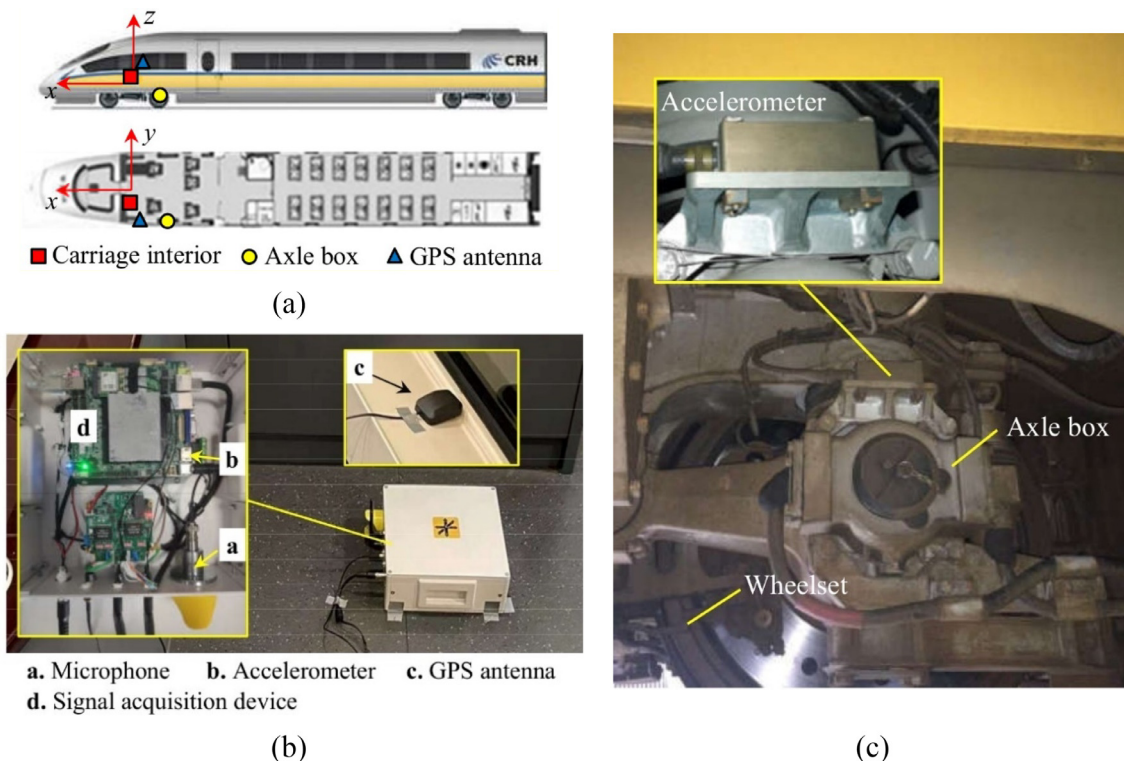 z
x
CRH
y
x
Carriage interior Axle box GPS antenna
(a)
c
d
b
a
a. Microphone b. Accelerometer c. GPS antenna
d. Signal acquisition device
(b)
Accelerometer
Axle box
Wheelset
(c)